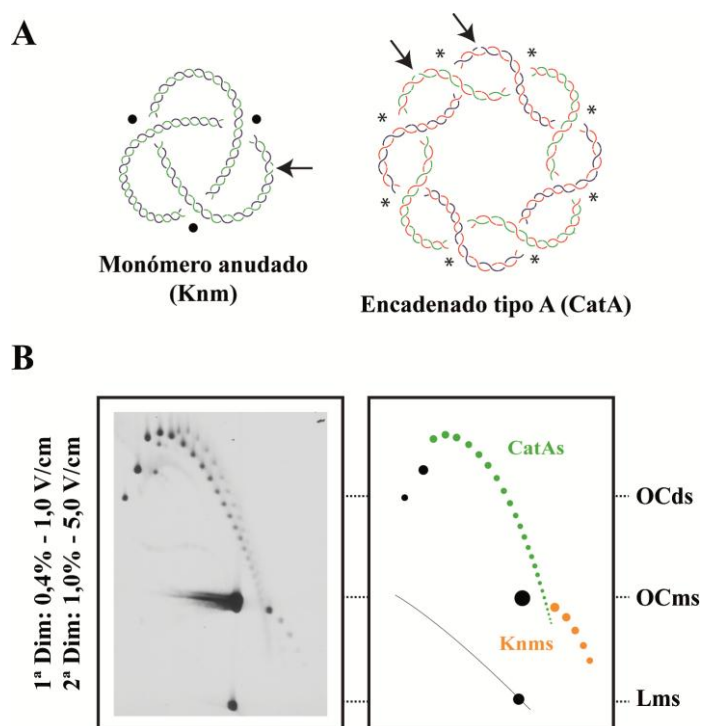 A
* * * * * * * *
Monómero anudado
(Knm)
Encadenado tipo A (CatA)
B
1ª Dim: 0,4% - 1,0 V/cm
2ª Dim: 1,0% - 5,0 V/cm
CatAs
OCds
OCms
Knms
Lms